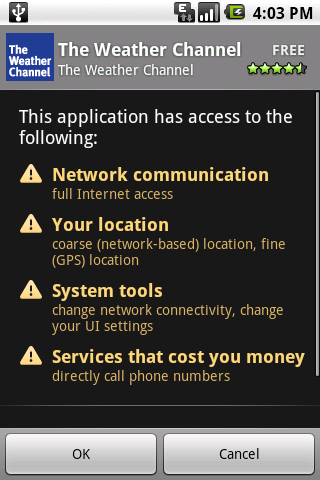 E
4:03 PM
The
Weather
Channel
The Weather Channel
FREE
The Weather Channel
This application has access to the
following:
Network communication
full Internet access
Your location
coarse (network-based) location, fine
(GPS) location
System tools
change network connectivity, change
your UI settings
Services that cost you money
directly call phone numbers
OK
Cancel